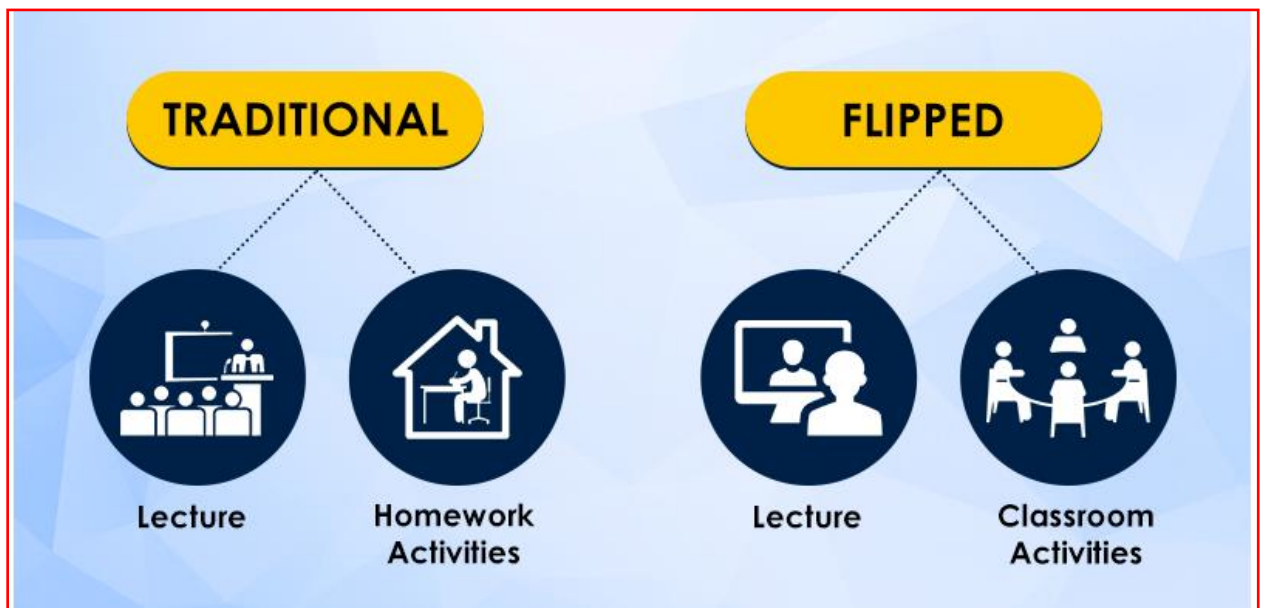 TRADITIONAL
FLIPPED
Lecture
Homework
Activities
Lecture
Classroom
Activities